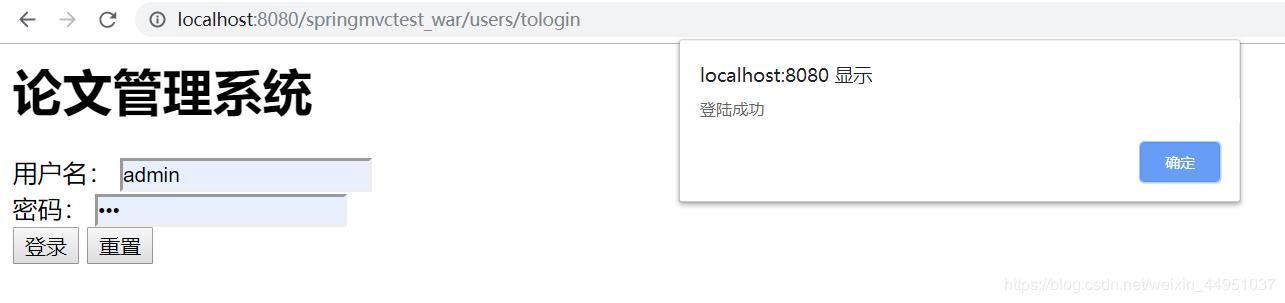 localhost:8080/springmvctest_war/users/tologin
论文管理系统
localhost:8080 显示
登陆成功
确定
用户名： admin
密码： •••
登录 重置
https://blog.csdn.net/weixin_44951037